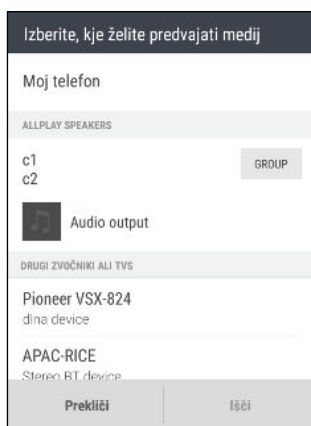 Izberite, kje želite predvajati medij
Moj telefon
ALLPLAY SPEAKERS
c1
c2
GROUP
Audio output
DRUGI ZVOČNIKI ALI TVS
Pioneer VSX-824
dlna device
APAC-RICE
Stereo BT device
Prekliči
Išči